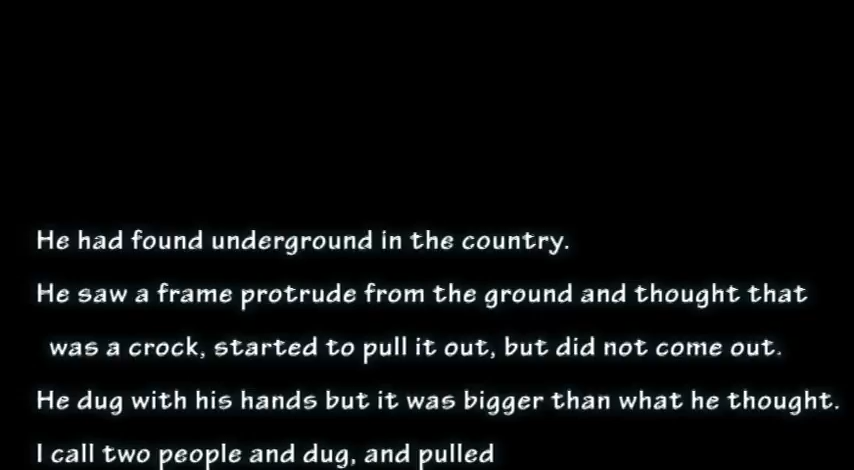 He had found underground in the country.
He saw a frame protrude from the ground and thought that
was a crock, started to pull it out, but did not come out.
He dug with his hands but it was bigger than what he thought.
I call two people and dug, and pulled